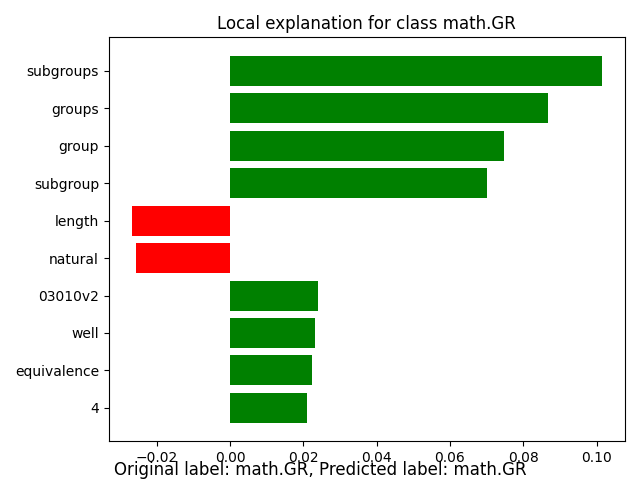 Local explanation for class math.GR
subgroups
groups
group
subgroup
length
natural
03010v2
well
equivalence
4
−0.02 0.00 0.02 0.04 0.06 0.08 0.10
Original label: math.GR, Predicted label: math.GR